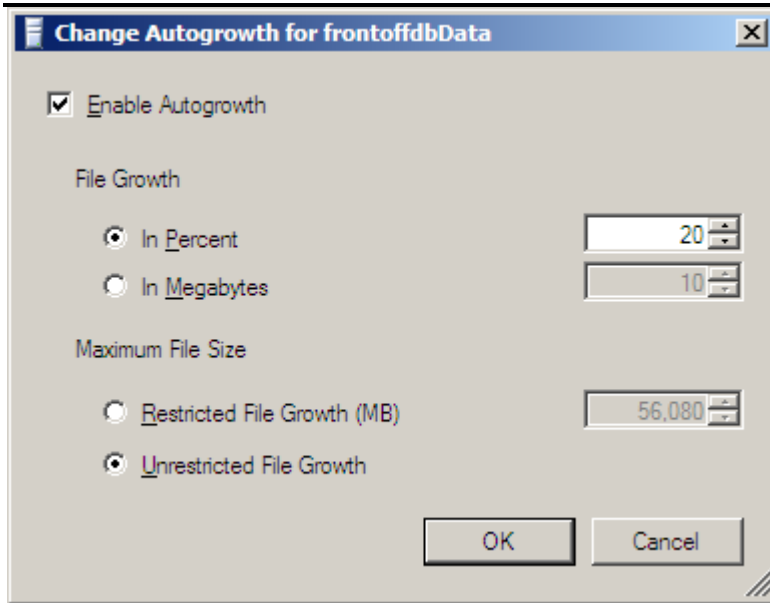 Change Autogrowth for frontoffdbData
Enable Autogrowth
File Growth
In Percent 20
In Megabytes 10
Maximum File Size
Restricted File Growth (MB) 56,080
Unrestricted File Growth
OK Cancel